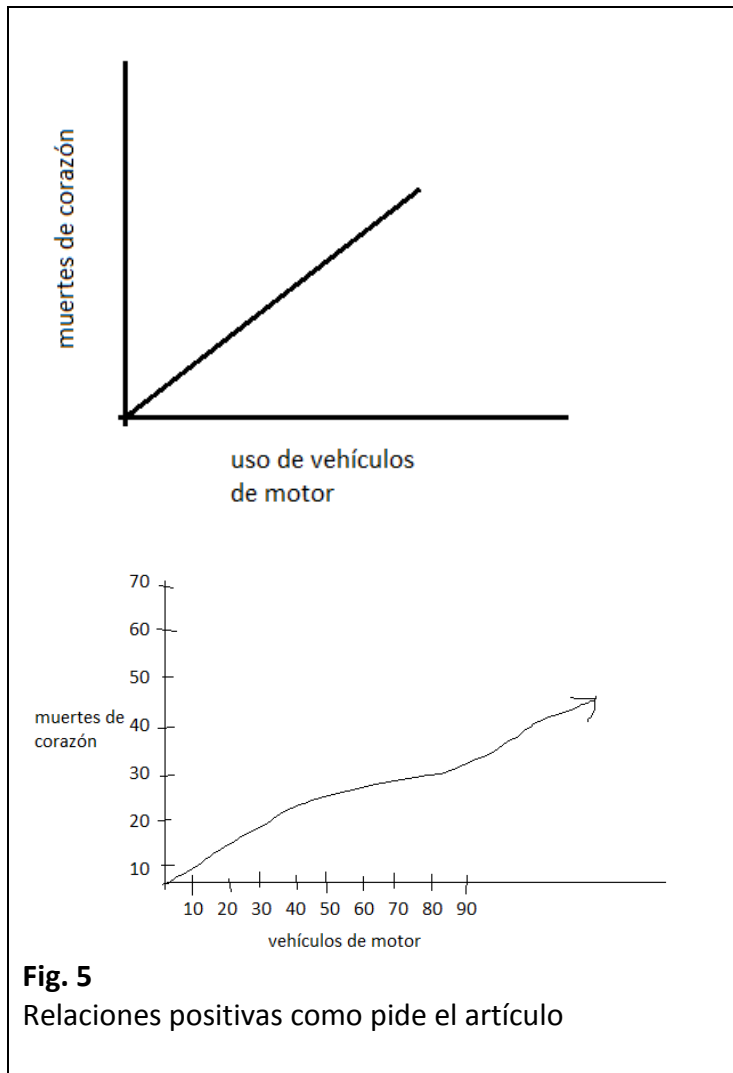 muertes de corazón
uso de vehículos
de motor
70
60
50
muertes de
corazón
40
30
20
10
10 20 30 40 50 60 70 80 90
vehículos de motor
Fig. 5
Relaciones positivas como pide el artículo